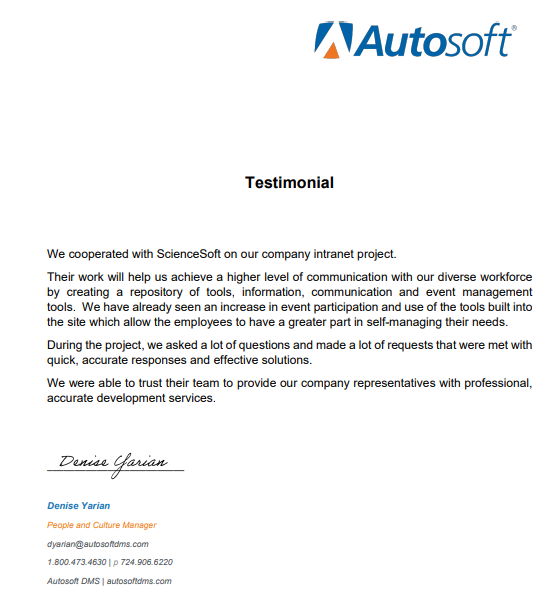 Autosoft®
Testimonial
We cooperated with ScienceSoft on our company intranet project.
Their work will help us achieve a higher level of communication with our diverse workforce
by creating a repository of tools, information, communication and event management
tools. We have already seen an increase in event participation and use of the tools built into
the site which allow the employees to have a greater part in self-managing their needs.
During the project, we asked a lot of questions and made a lot of requests that were met with
quick, accurate responses and effective solutions.
We were able to trust their team to provide our company representatives with professional,
accurate development services.
Denise Yarian
Denise Yarian
People and Culture Manager
dyarian@autosoftdms.com
1.800.473.4630 | p 724.906.6220
Autosoft DMS | autosoftdms.com